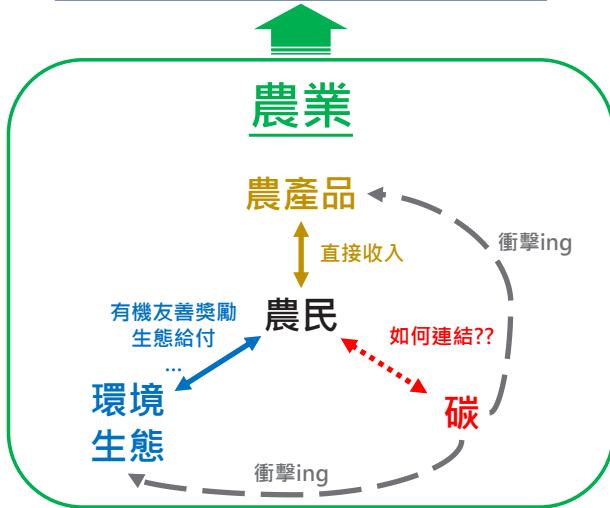 農業
農產品
衝擊ing
直接收入
農民
有機友善獎勵
生態給付
...
如何連結??
環境
生態
碳
衝擊ing